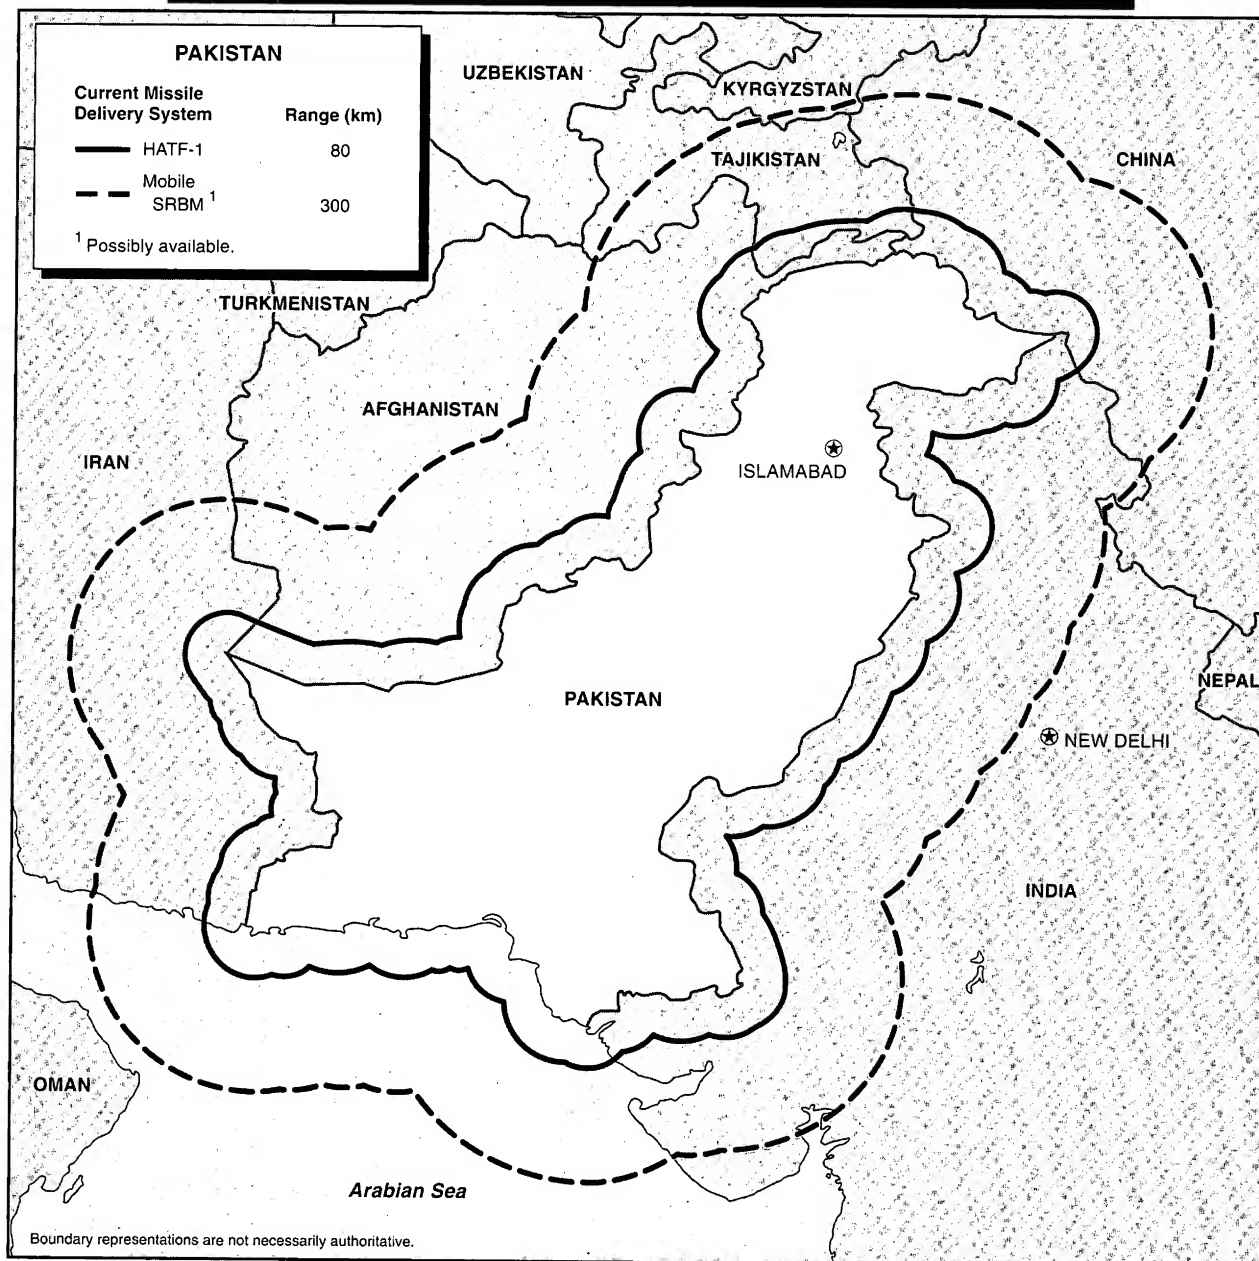 PAKISTAN
Current Missile
Delivery System Range (km)
HATF-1 80
Mobile
SRBM 1 300
1 Possibly available.
UZBEKISTAN
KYRGYZSTAN
TAJIKISTAN
CHINA
TURKMENISTAN
AFGHANISTAN
IRAN
ISLAMABAD
PAKISTAN
NEPAL
NEW DELHI
INDIA
OMAN
Arabian Sea
Boundary representations are not necessarily authoritative.